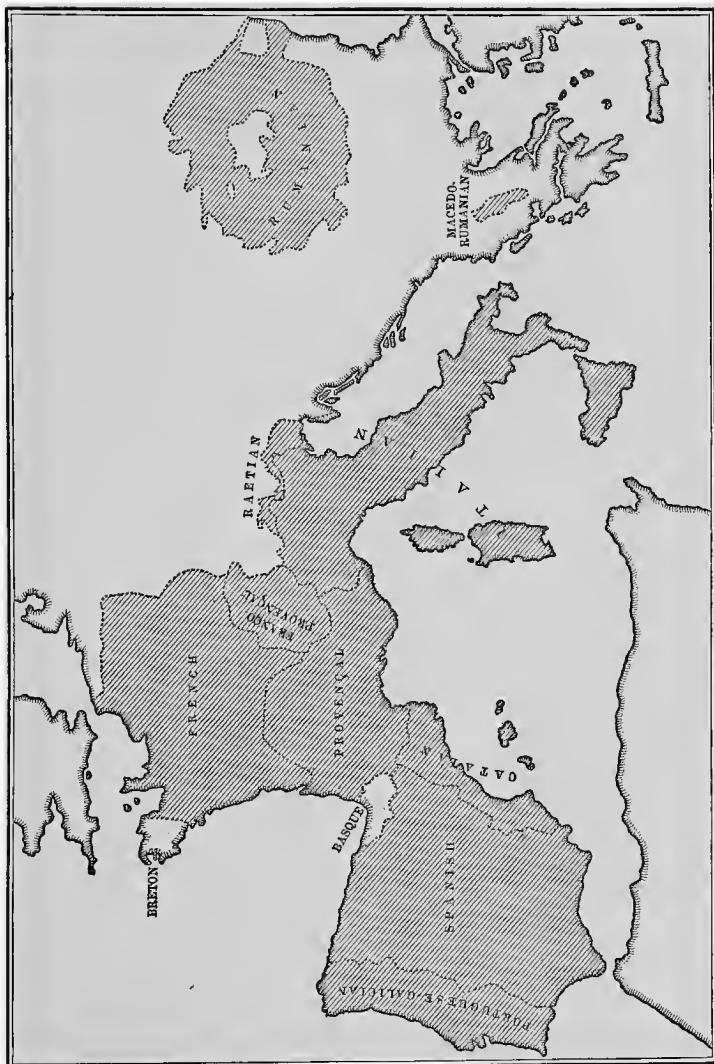 BRETON
FRENCH
FRANCO
PROVENÇAL
PROVENÇAL
RAETIAN
RUMANIAN
MACEDO-
RUMANIAN
ITALIAN
BASQUE
CATALAN
SPANISH
PORTUGUESE-GALICIAN